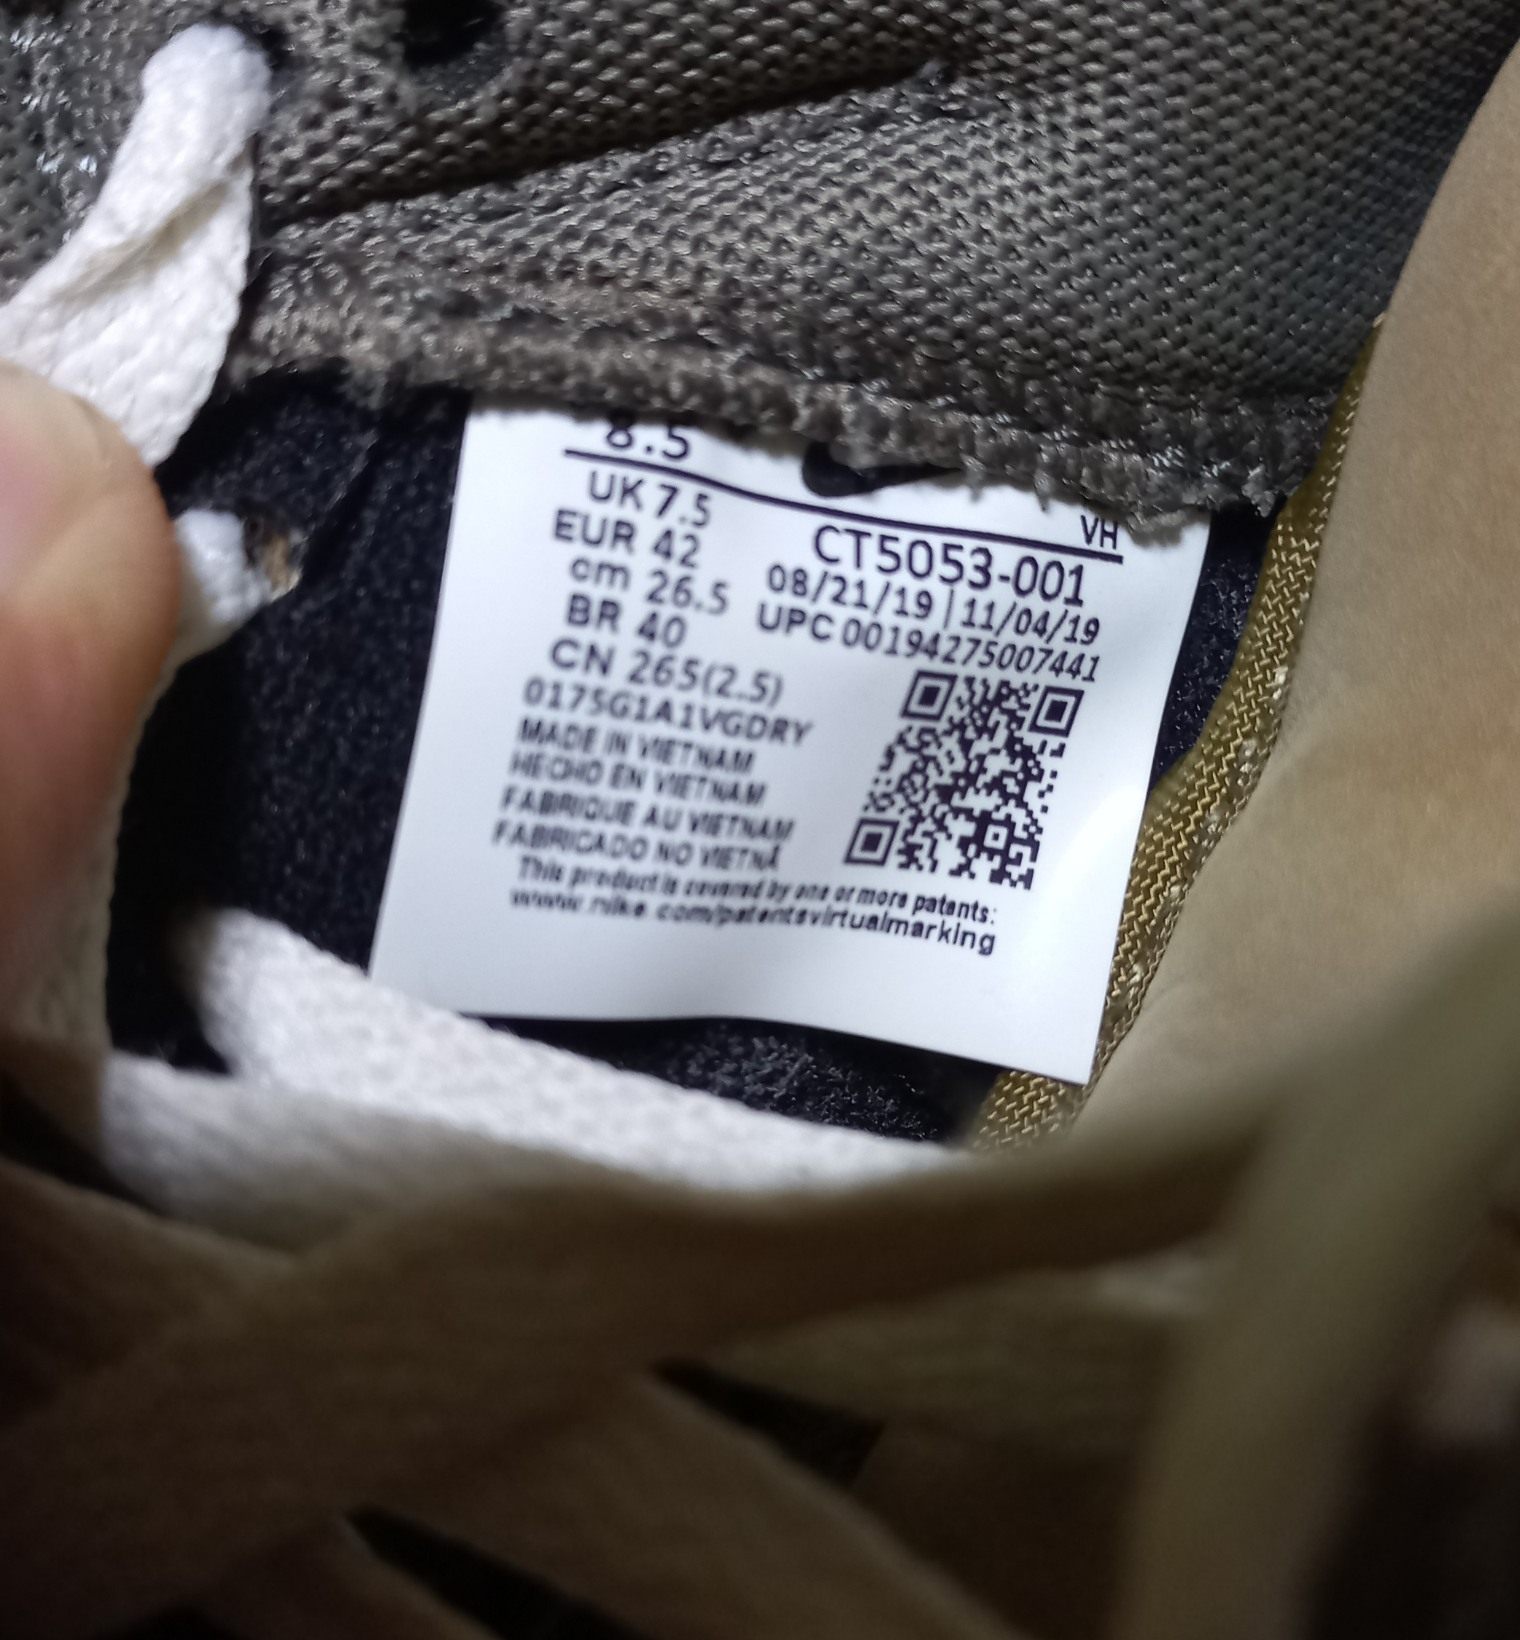 8.5
VH
UK 7.5
EUR 42
cm 26.5
BR 40
CN 265(2.5)
CT5053-001
08/21/19 | 11/04/19
UPC 00194275007441
0175G1A1VGDRY
MADE IN VIETNAM
HECHO EN VIETNAM
FABRIQUE AU VIETNAM
FABRICADO NO VIETNÃ
This product is covered by one or more patents:
www.nike.com/patentsvirtualmarking